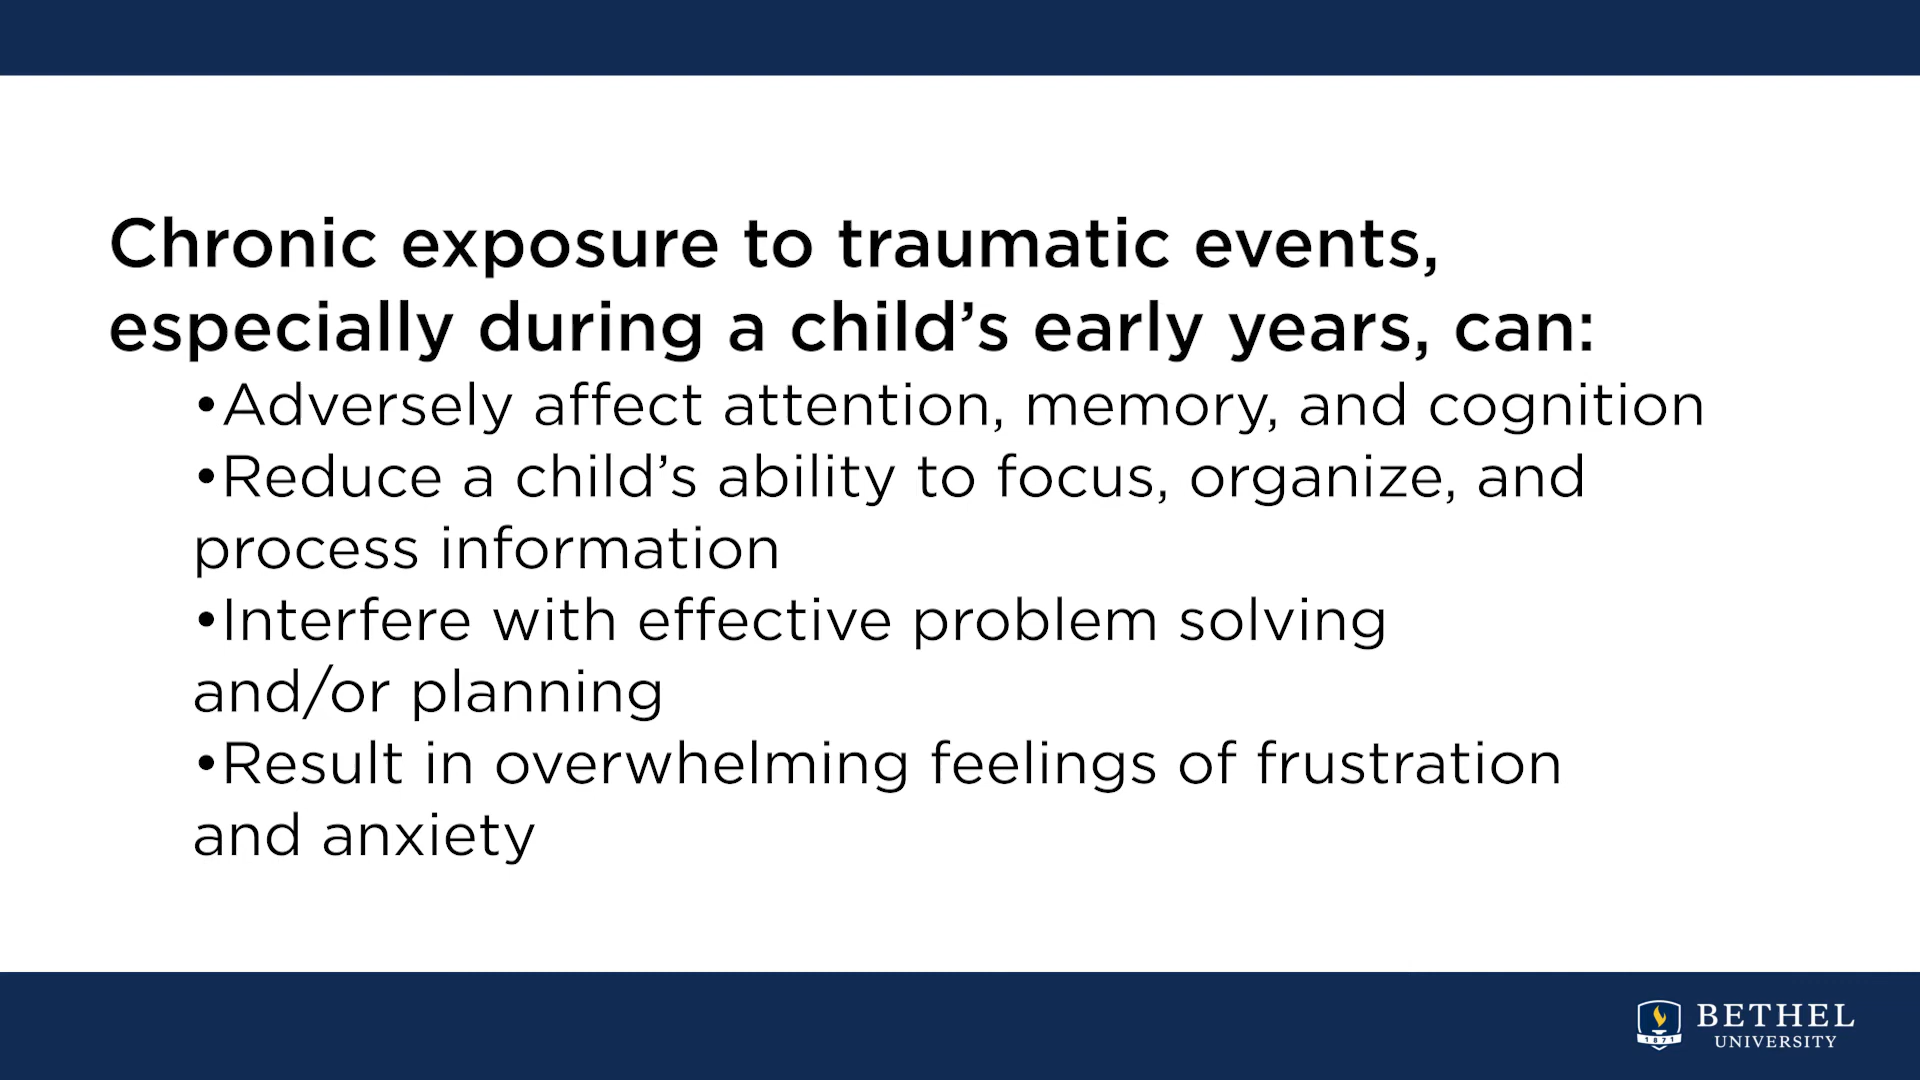 Chronic exposure to traumatic events,
especially during a child’s early years, can:
•Adversely affect attention, memory, and cognition
•Reduce a child’s ability to focus, organize, and
process information
•Interfere with effective problem solving
and/or planning
•Result in overwhelming feelings of frustration
and anxiety
1871
BETHEL
UNIVERSITY